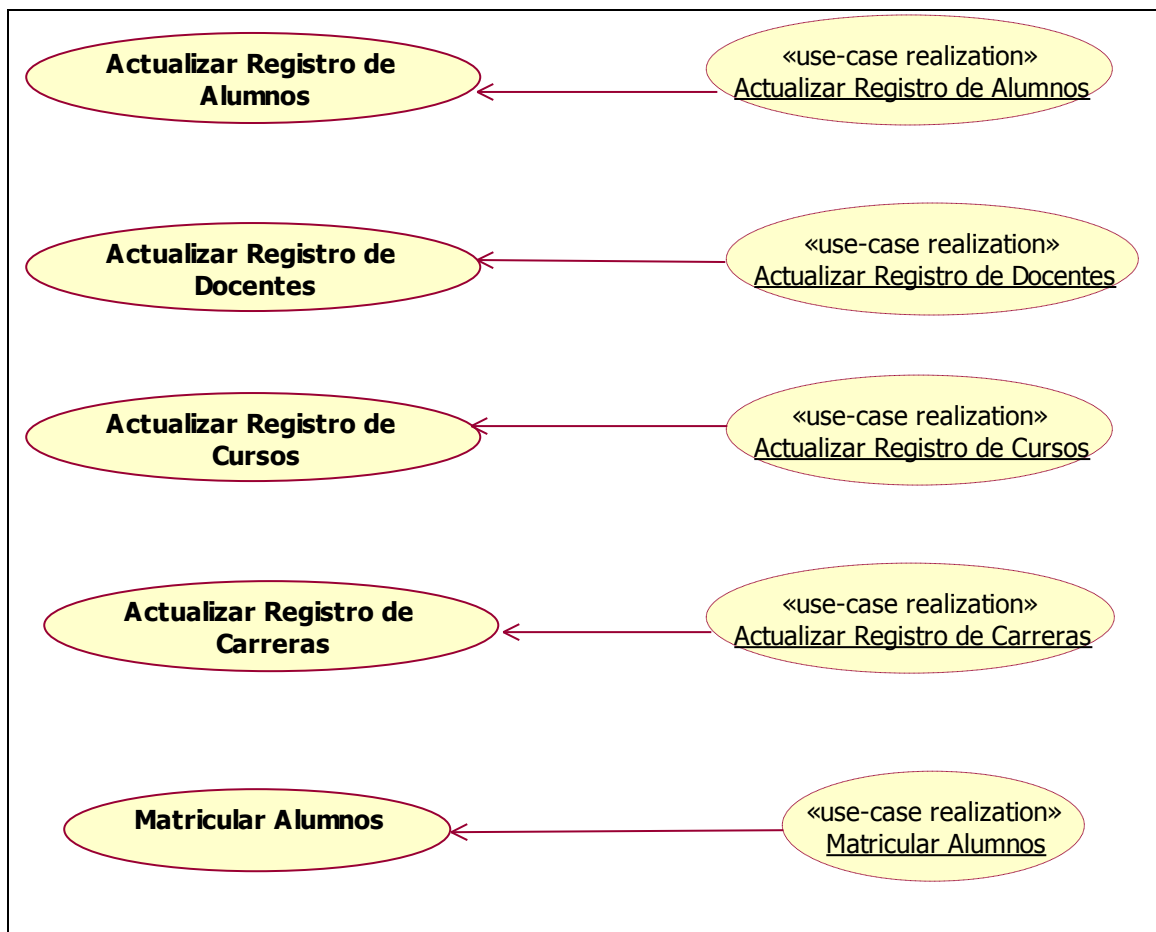 Actualizar Registro de
Alumnos
«use-case realization»
Actualizar Registro de Alumnos
Actualizar Registro de
Docentes
«use-case realization»
Actualizar Registro de Docentes
Actualizar Registro de
Cursos
«use-case realization»
Actualizar Registro de Cursos
Actualizar Registro de
Carreras
«use-case realization»
Actualizar Registro de Carreras
Matricular Alumnos
«use-case realization»
Matricular Alumnos